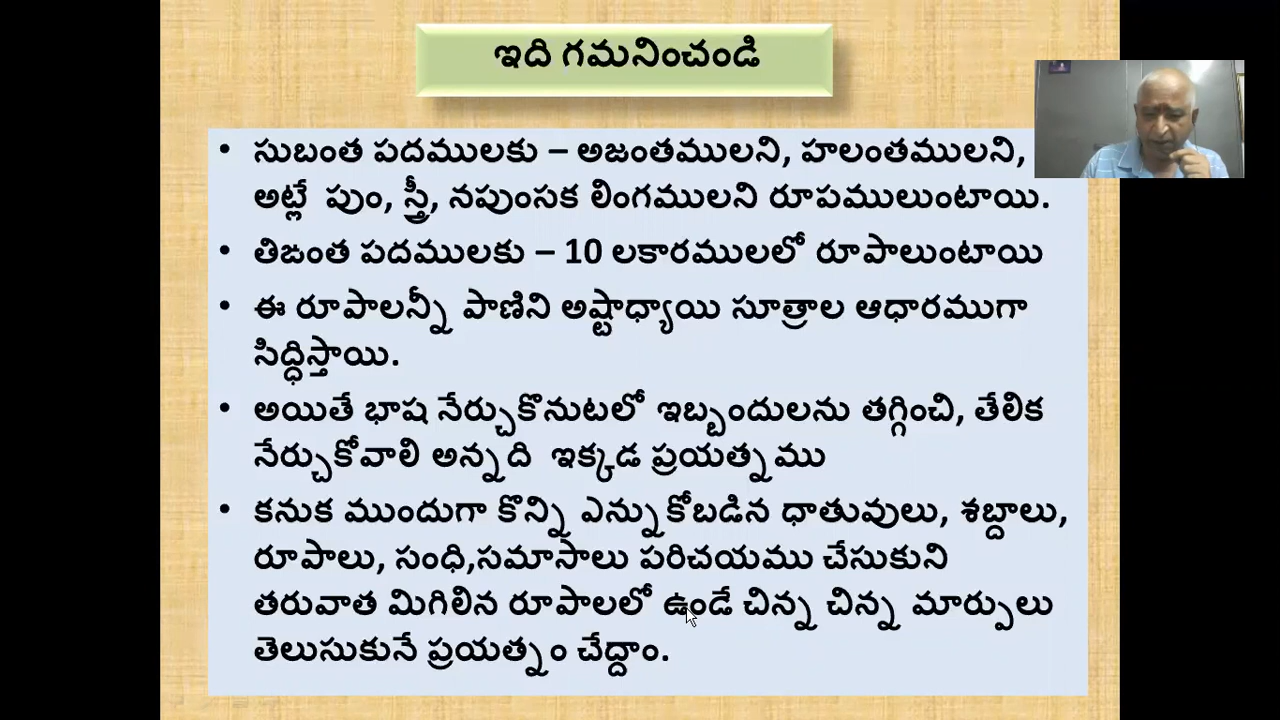 ఇది గమనించండి
• సుబంత పదములకు – అజంతములని, హలంతములని,
అట్లే పుం, స్త్రీ, నపుంసక లింగములని రూపములుంటాయి.
• తిఙంత పదములకు – 10 లకారములలో రూపాలుంటాయి
• ఈ రూపాలన్నీ పాణిని అష్టాధ్యాయి సూత్రాల ఆధారముగా
సిద్ధిస్తాయి.
• అయితే భాష నేర్చుకొనుటలో ఇబ్బందులను తగ్గించి, తేలిక
నేర్చుకోవాలి అన్నది ఇక్కడ ప్రయత్నము
• కనుక ముందుగా కొన్ని ఎన్నుకోబడిన ధాతువులు, శబ్దాలు,
రూపాలు, సంధి,సమాసాలు పరిచయము చేసుకుని
తరువాత మిగిలిన రూపాలలో ఉండే చిన్న చిన్న మార్పులు
తెలుసుకునే ప్రయత్నం చేద్దాం.